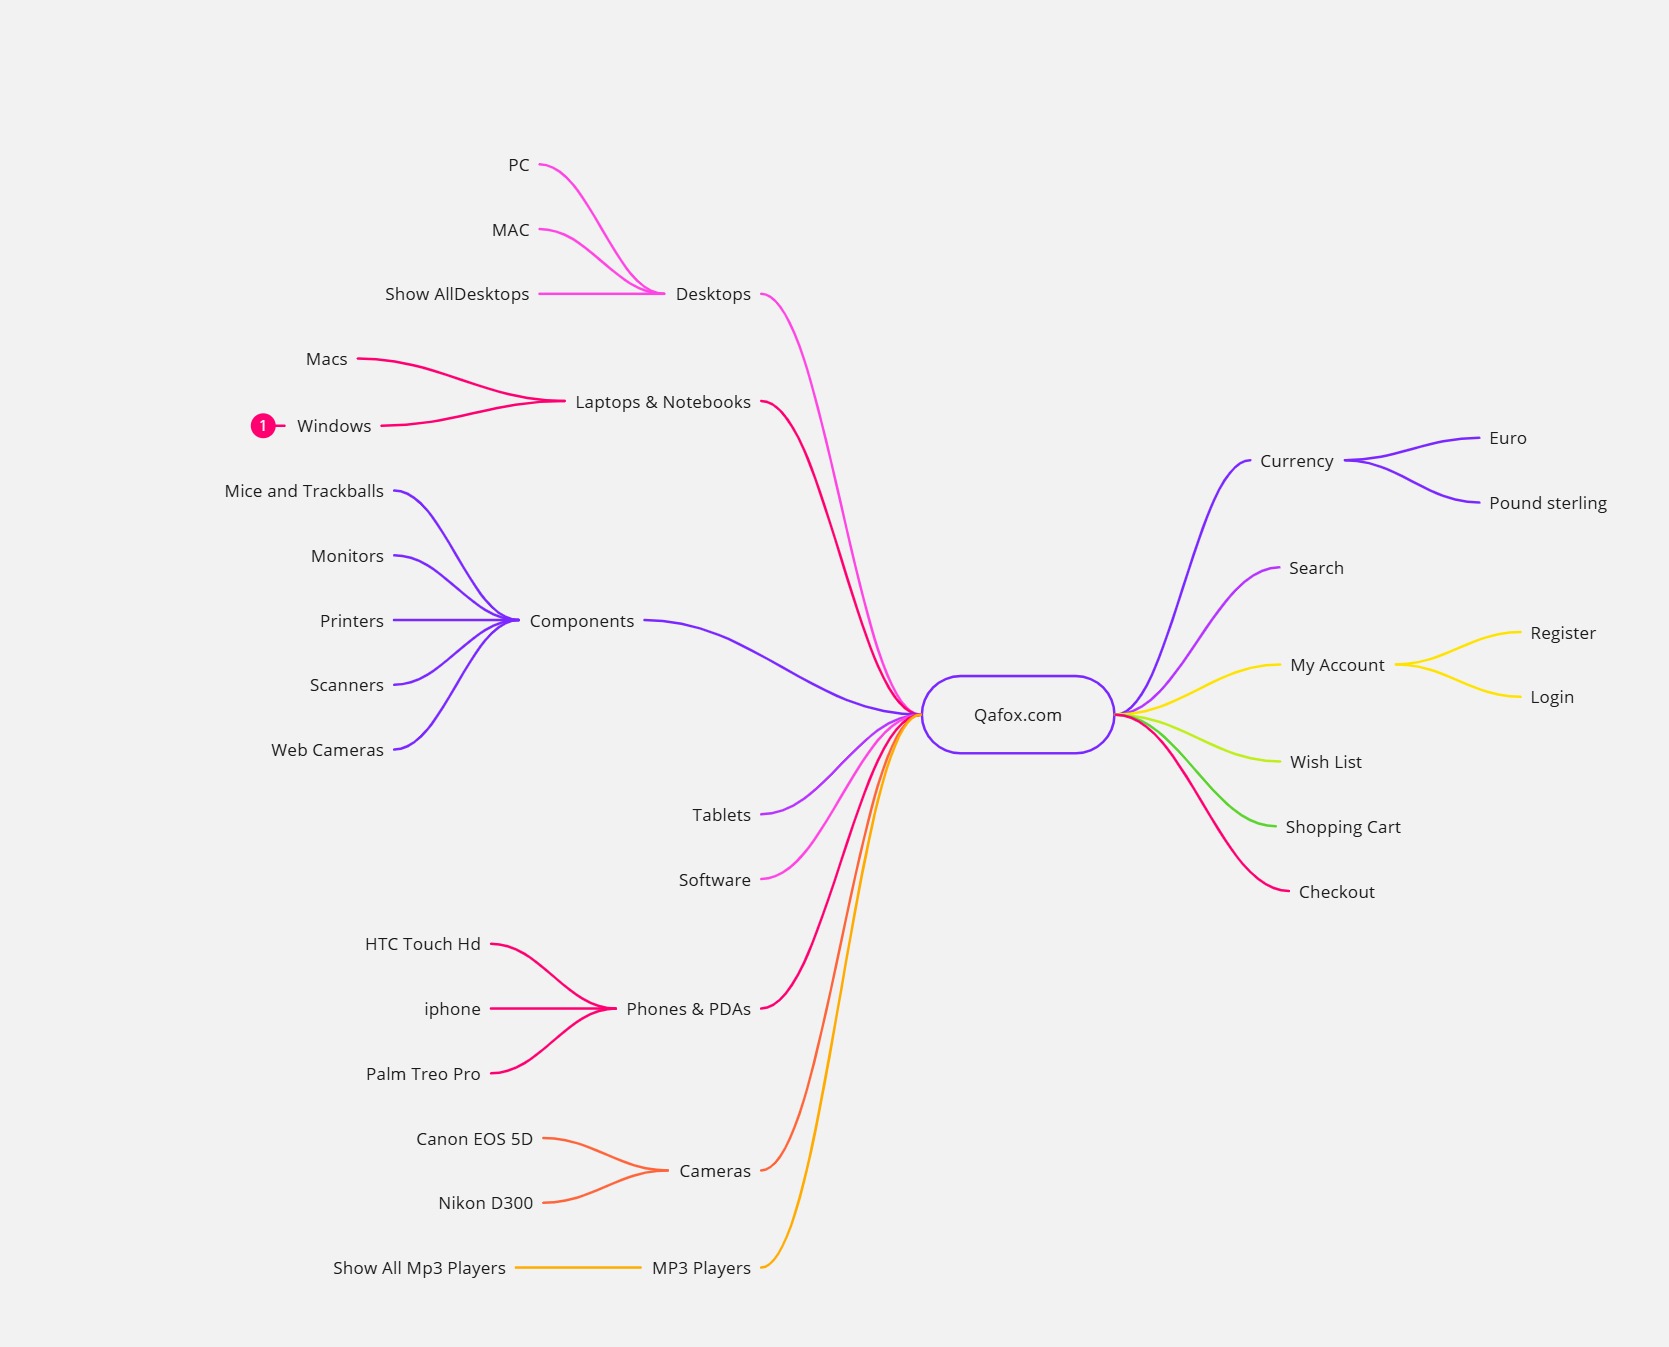 PC
MAC
Show AllDesktops
Desktops
Macs
1 Windows
Laptops & Notebooks
Mice and Trackballs
Monitors
Printers
Scanners
Web Cameras
Components
Tablets
Software
HTC Touch Hd
iphone
Palm Treo Pro
Phones & PDAs
Canon EOS 5D
Nikon D300
Cameras
Show All Mp3 Players
MP3 Players
Qafox.com
Currency
Euro
Pound sterling
Search
My Account
Register
Login
Wish List
Shopping Cart
Checkout